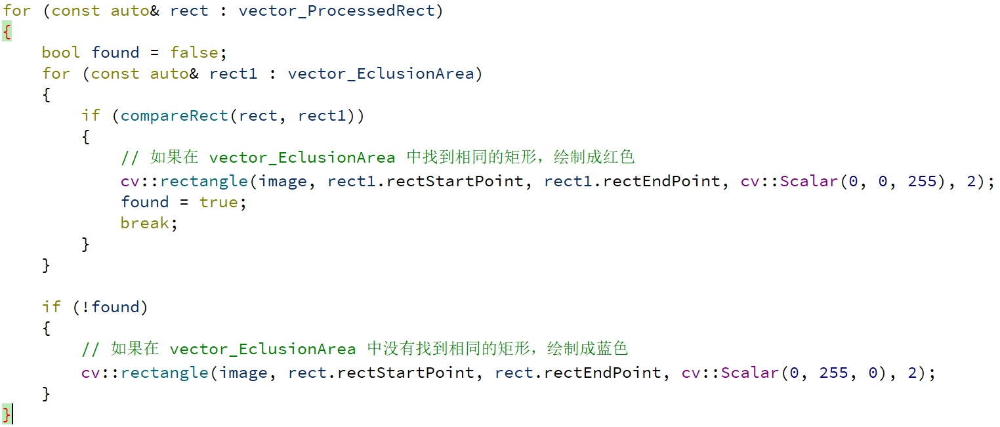 for (const auto& rect : vector_ProcessedRect)
{
    bool found = false;
    for (const auto& rect1 : vector_EclusionArea)
    {
        if (compareRect(rect, rect1))
        {
            // 如果在 vector_EclusionArea 中找到相同的矩形，绘制成红色
            cv::rectangle(image, rect1.rectStartPoint, rect1.rectEndPoint, cv::Scalar(0, 0, 255), 2);
            found = true;
            break;
        }
    }

    if (!found)
    {
        // 如果在 vector_EclusionArea 中没有找到相同的矩形，绘制成蓝色
        cv::rectangle(image, rect.rectStartPoint, rect.rectEndPoint, cv::Scalar(0, 255, 0), 2);
    }
}